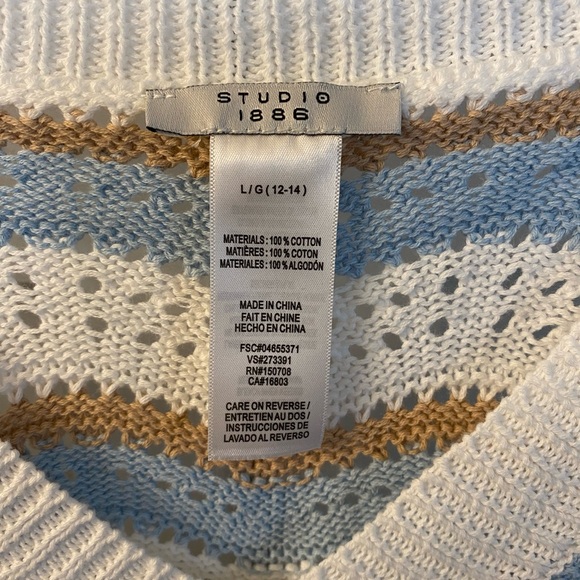 STUDIO
1886
L/G (12-14)
MATERIALS: 100% COTTON
MATIÈRES: 100% COTON
MATERIALES: 100% ALGODÓN
MADE IN CHINA
FAIT EN CHINE
HECHO EN CHINA
FSC#04655371
VS#273391
RN#150708
CA#16803
CARE ON REVERSE/
ENTRETIEN AU DOS/
INSTRUCCIONES DE
LAVADO AL REVERSO